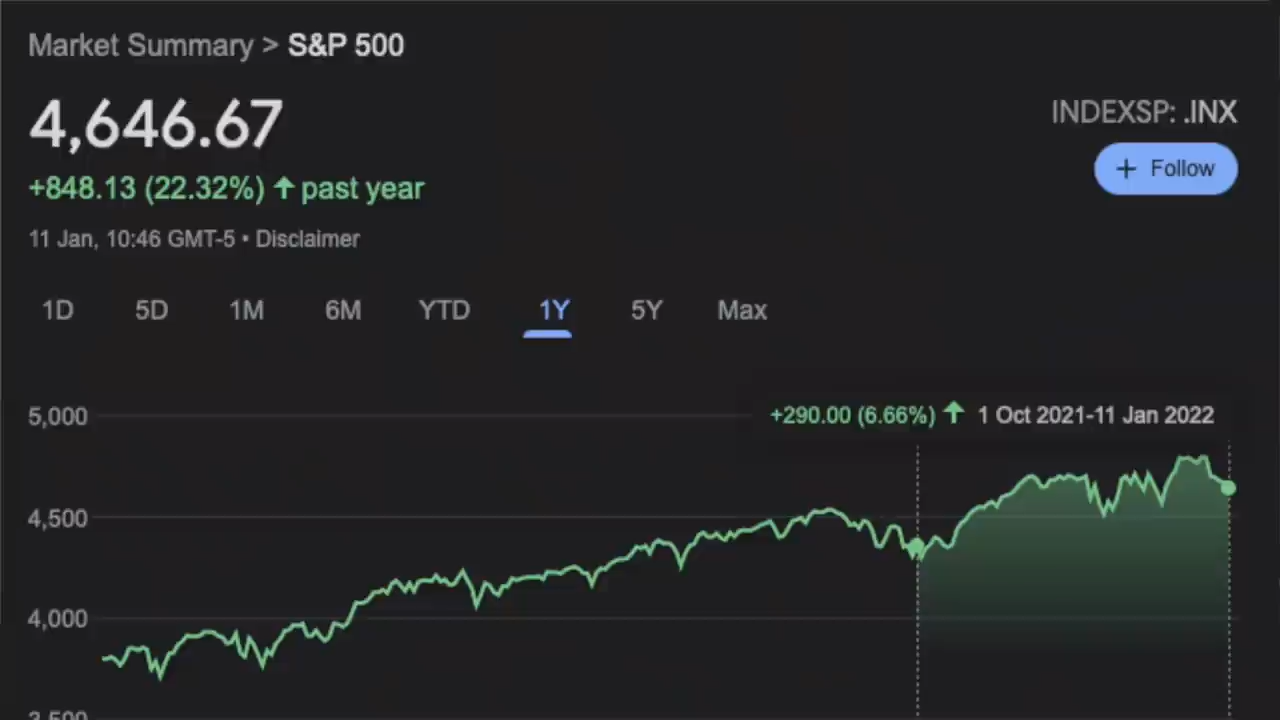 Market Summary > S&P 500
4,646.67
INDEXSP: .INX
+ Follow
+848.13 (22.32%) ↑ past year
11 Jan, 10:46 GMT-5 • Disclaimer
1D 5D 1M 6M YTD 1Y 5Y Max
+290.00 (6.66%) ↑ 1 Oct 2021-11 Jan 2022
5,000
4,500
4,000
3,500